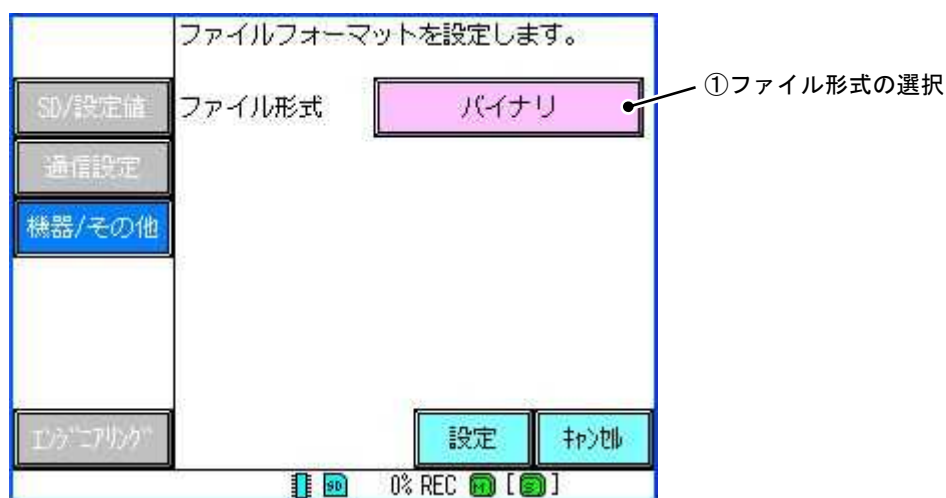 ファイルフォーマットを設定します。
SD/設定値
ファイル形式
バイナリ
①ファイル形式の選択
通信設定
機器/その他
ｴﾝｼﾞﾆｱﾘﾝｸﾞ
設定
ｷｬﾝｾﾙ
SD 0% REC [M] [[S]]